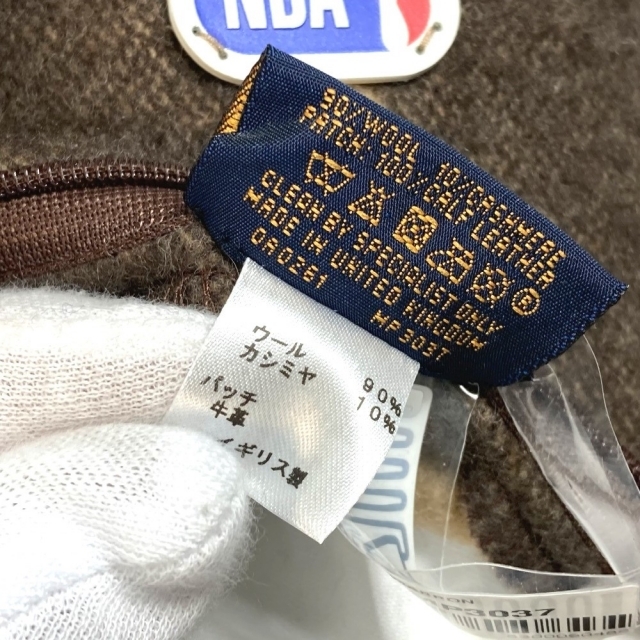 NBA
90%WOOL 10%CASHMERE
PATCH 100%CALF LEATHER
CLEAN BY SPECIALIST ONLY
MADE IN UNITED KINGDOM
MP3037
ウール 90%
カシミヤ 10%
パッチ
牛革
イギリス製
3037